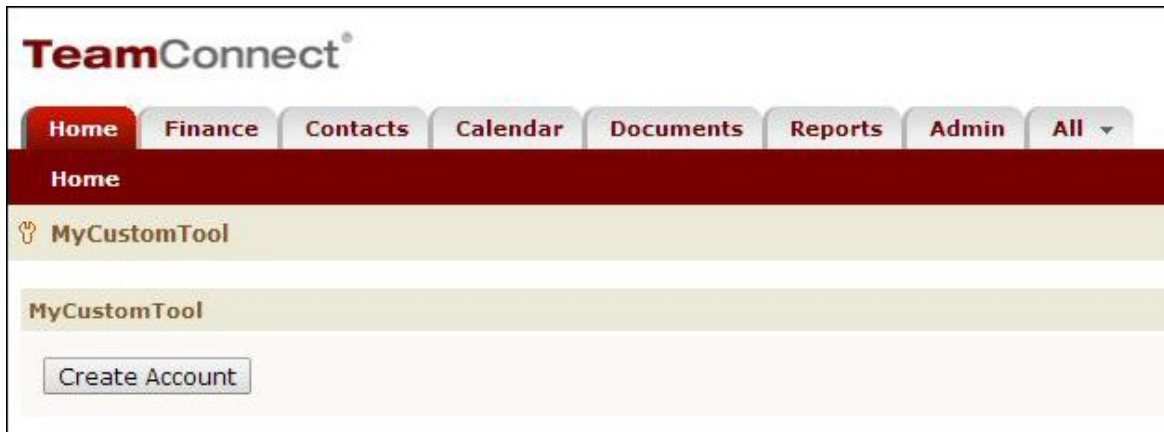 TeamConnect®
Home Finance Contacts Calendar Documents Reports Admin All
Home
MyCustomTool
MyCustomTool
Create Account